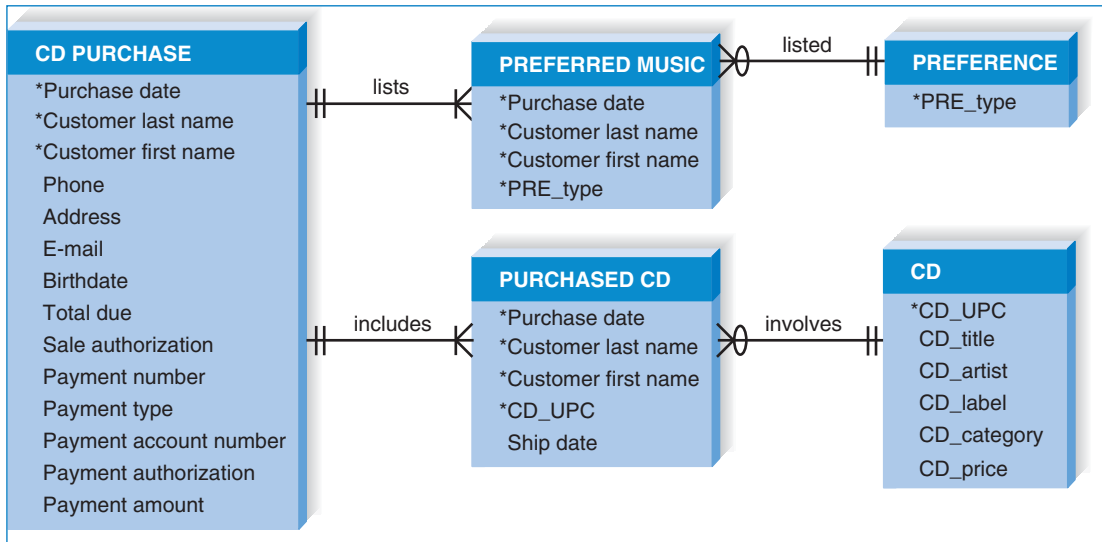 CD PURCHASE
*Purchase date
*Customer last name
*Customer first name
Phone
Address
E-mail
Birthdate
Total due
Sale authorization
Payment number
Payment type
Payment account number
Payment authorization
Payment amount
lists
PREFERRED MUSIC
*Purchase date
*Customer last name
*Customer first name
*PRE_type
listed
PREFERENCE
*PRE_type
includes
PURCHASED CD
*Purchase date
*Customer last name
*Customer first name
*CD_UPC
Ship date
involves
CD
*CD_UPC
CD_title
CD_artist
CD_label
CD_category
CD_price